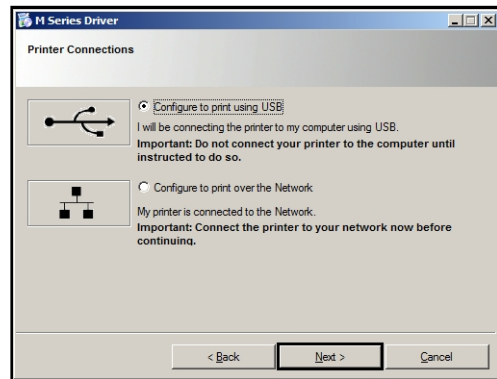 M Series Driver
Printer Connections
Configure to print using USB
I will be connecting the printer to my computer using USB.
Important: Do not connect your printer to the computer until
instructed to do so.
Configure to print over the Network
My printer is connected to the Network.
Important: Connect the printer to your network now before
continuing.
< Back
Next >
Cancel